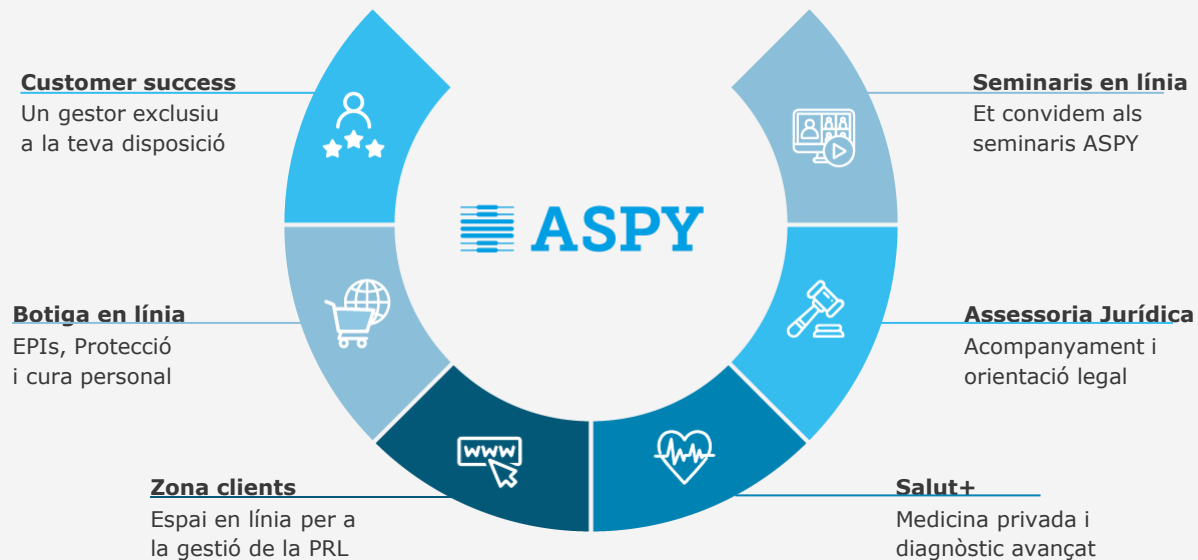 Customer success
Un gestor exclusiu
a la teva disposició
Seminaris en línia
Et convidem als
seminaris ASPY
ASPY
Botiga en línia
EPIs, Protecció
i cura personal
Assessoria Jurídica
Acompanyament i
orientació legal
www
Zona clients
Espai en línia per a
la gestió de la PRL
Salut+
Medicina privada i
diagnòstic avançat